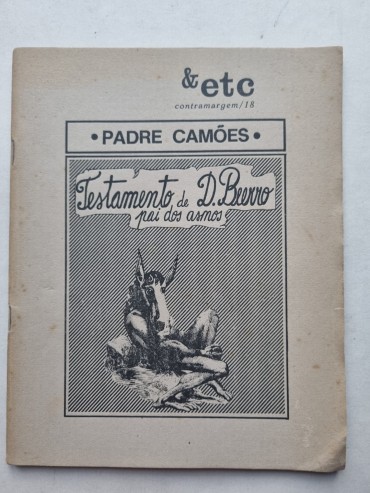 & etc
contramargem/18
• PADRE CAMÕES •
Testamento de D. Burro
pai dos asnos